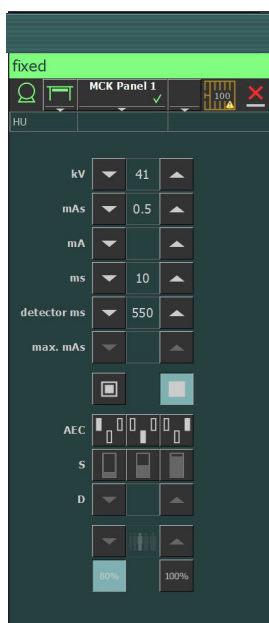 fixed
MCK Panel 1
100
HU
kV 41
mAs 0.5
mA
ms 10
detector ms 550
max. mAs
AEC
S
D
80% 100%